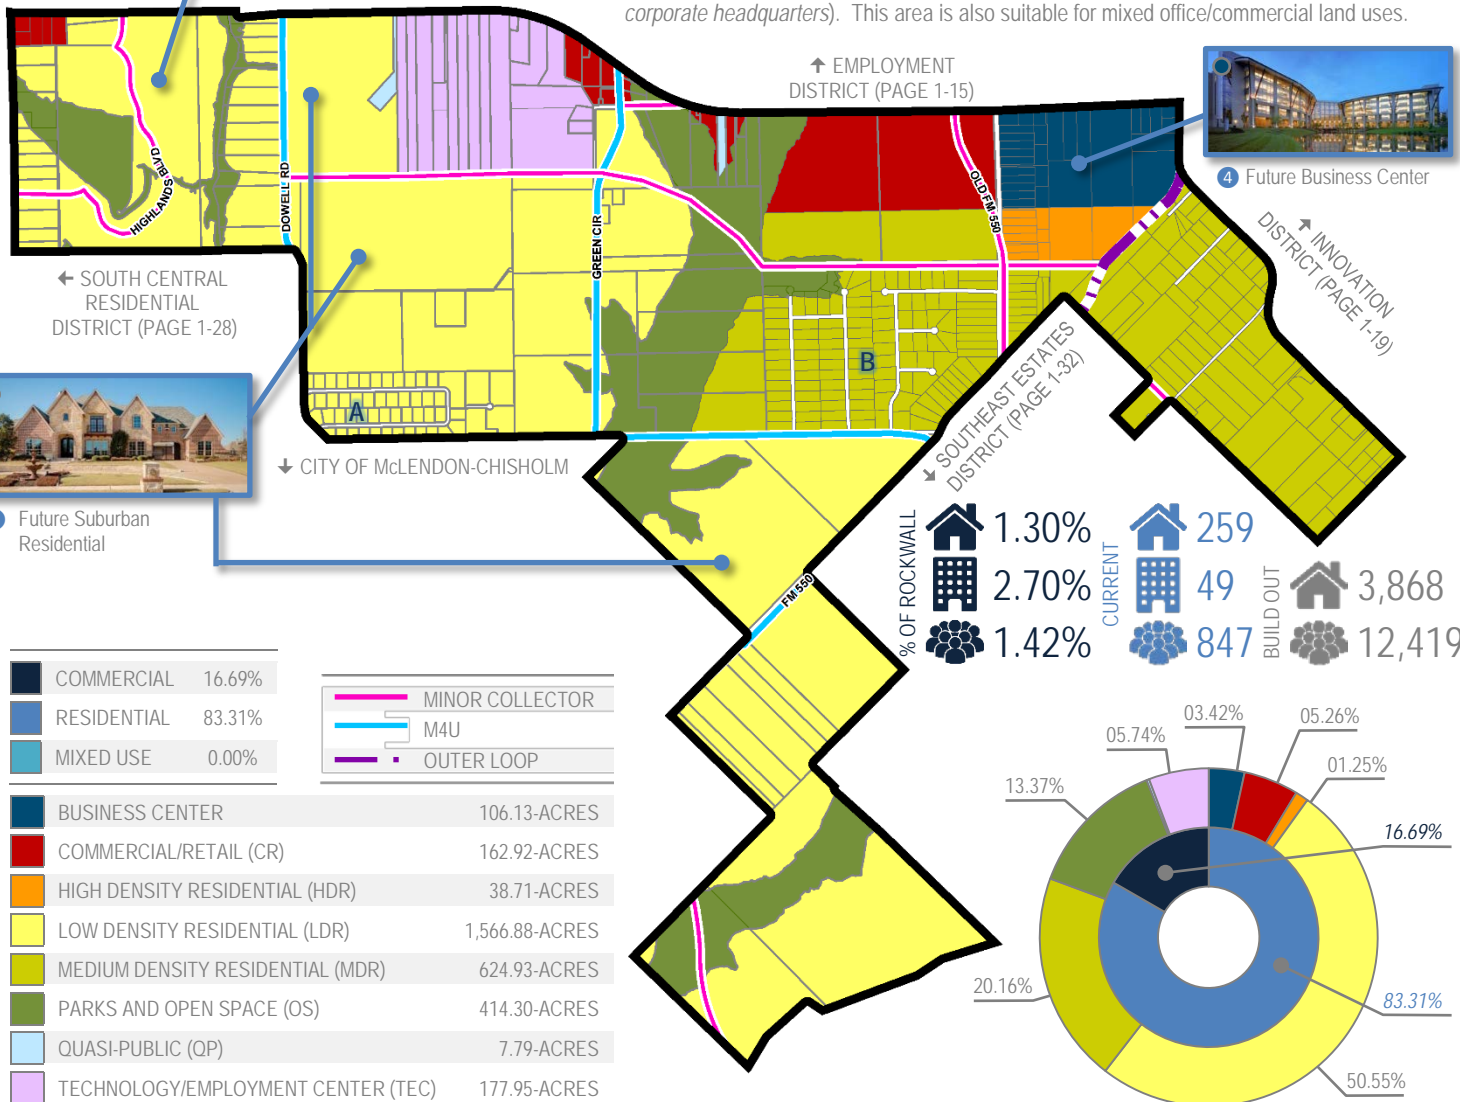 corporate headquarters).  This area is also suitable for mixed office/commercial land uses.
↑ EMPLOYMENT
DISTRICT (PAGE 1-15)
4 Future Business Center
↗ INNOVATION
DISTRICT (PAGE 1-19)
HIGHLANDS BLVD
DOWELL RD
GREEN CIR
OLD FM-550
← SOUTH CENTRAL
RESIDENTIAL
DISTRICT (PAGE 1-28)
A
B
↘ SOUTHEAST ESTATES
DISTRICT (PAGE 1-32)
↓ CITY OF McLENDON-CHISHOLM
Future Suburban
Residential
FM 550
% OF ROCKWALL
1.30%
2.70%
1.42%
CURRENT
259
49
847
BUILD OUT
3,868
12,419
COMMERCIAL 16.69%
RESIDENTIAL 83.31%
MIXED USE 0.00%
MINOR COLLECTOR
M4U
OUTER LOOP
BUSINESS CENTER 106.13-ACRES
COMMERCIAL/RETAIL (CR) 162.92-ACRES
HIGH DENSITY RESIDENTIAL (HDR) 38.71-ACRES
LOW DENSITY RESIDENTIAL (LDR) 1,566.88-ACRES
MEDIUM DENSITY RESIDENTIAL (MDR) 624.93-ACRES
PARKS AND OPEN SPACE (OS) 414.30-ACRES
QUASI-PUBLIC (QP) 7.79-ACRES
TECHNOLOGY/EMPLOYMENT CENTER (TEC) 177.95-ACRES
03.42%
05.26%
05.74%
01.25%
13.37%
16.69%
20.16%
83.31%
50.55%